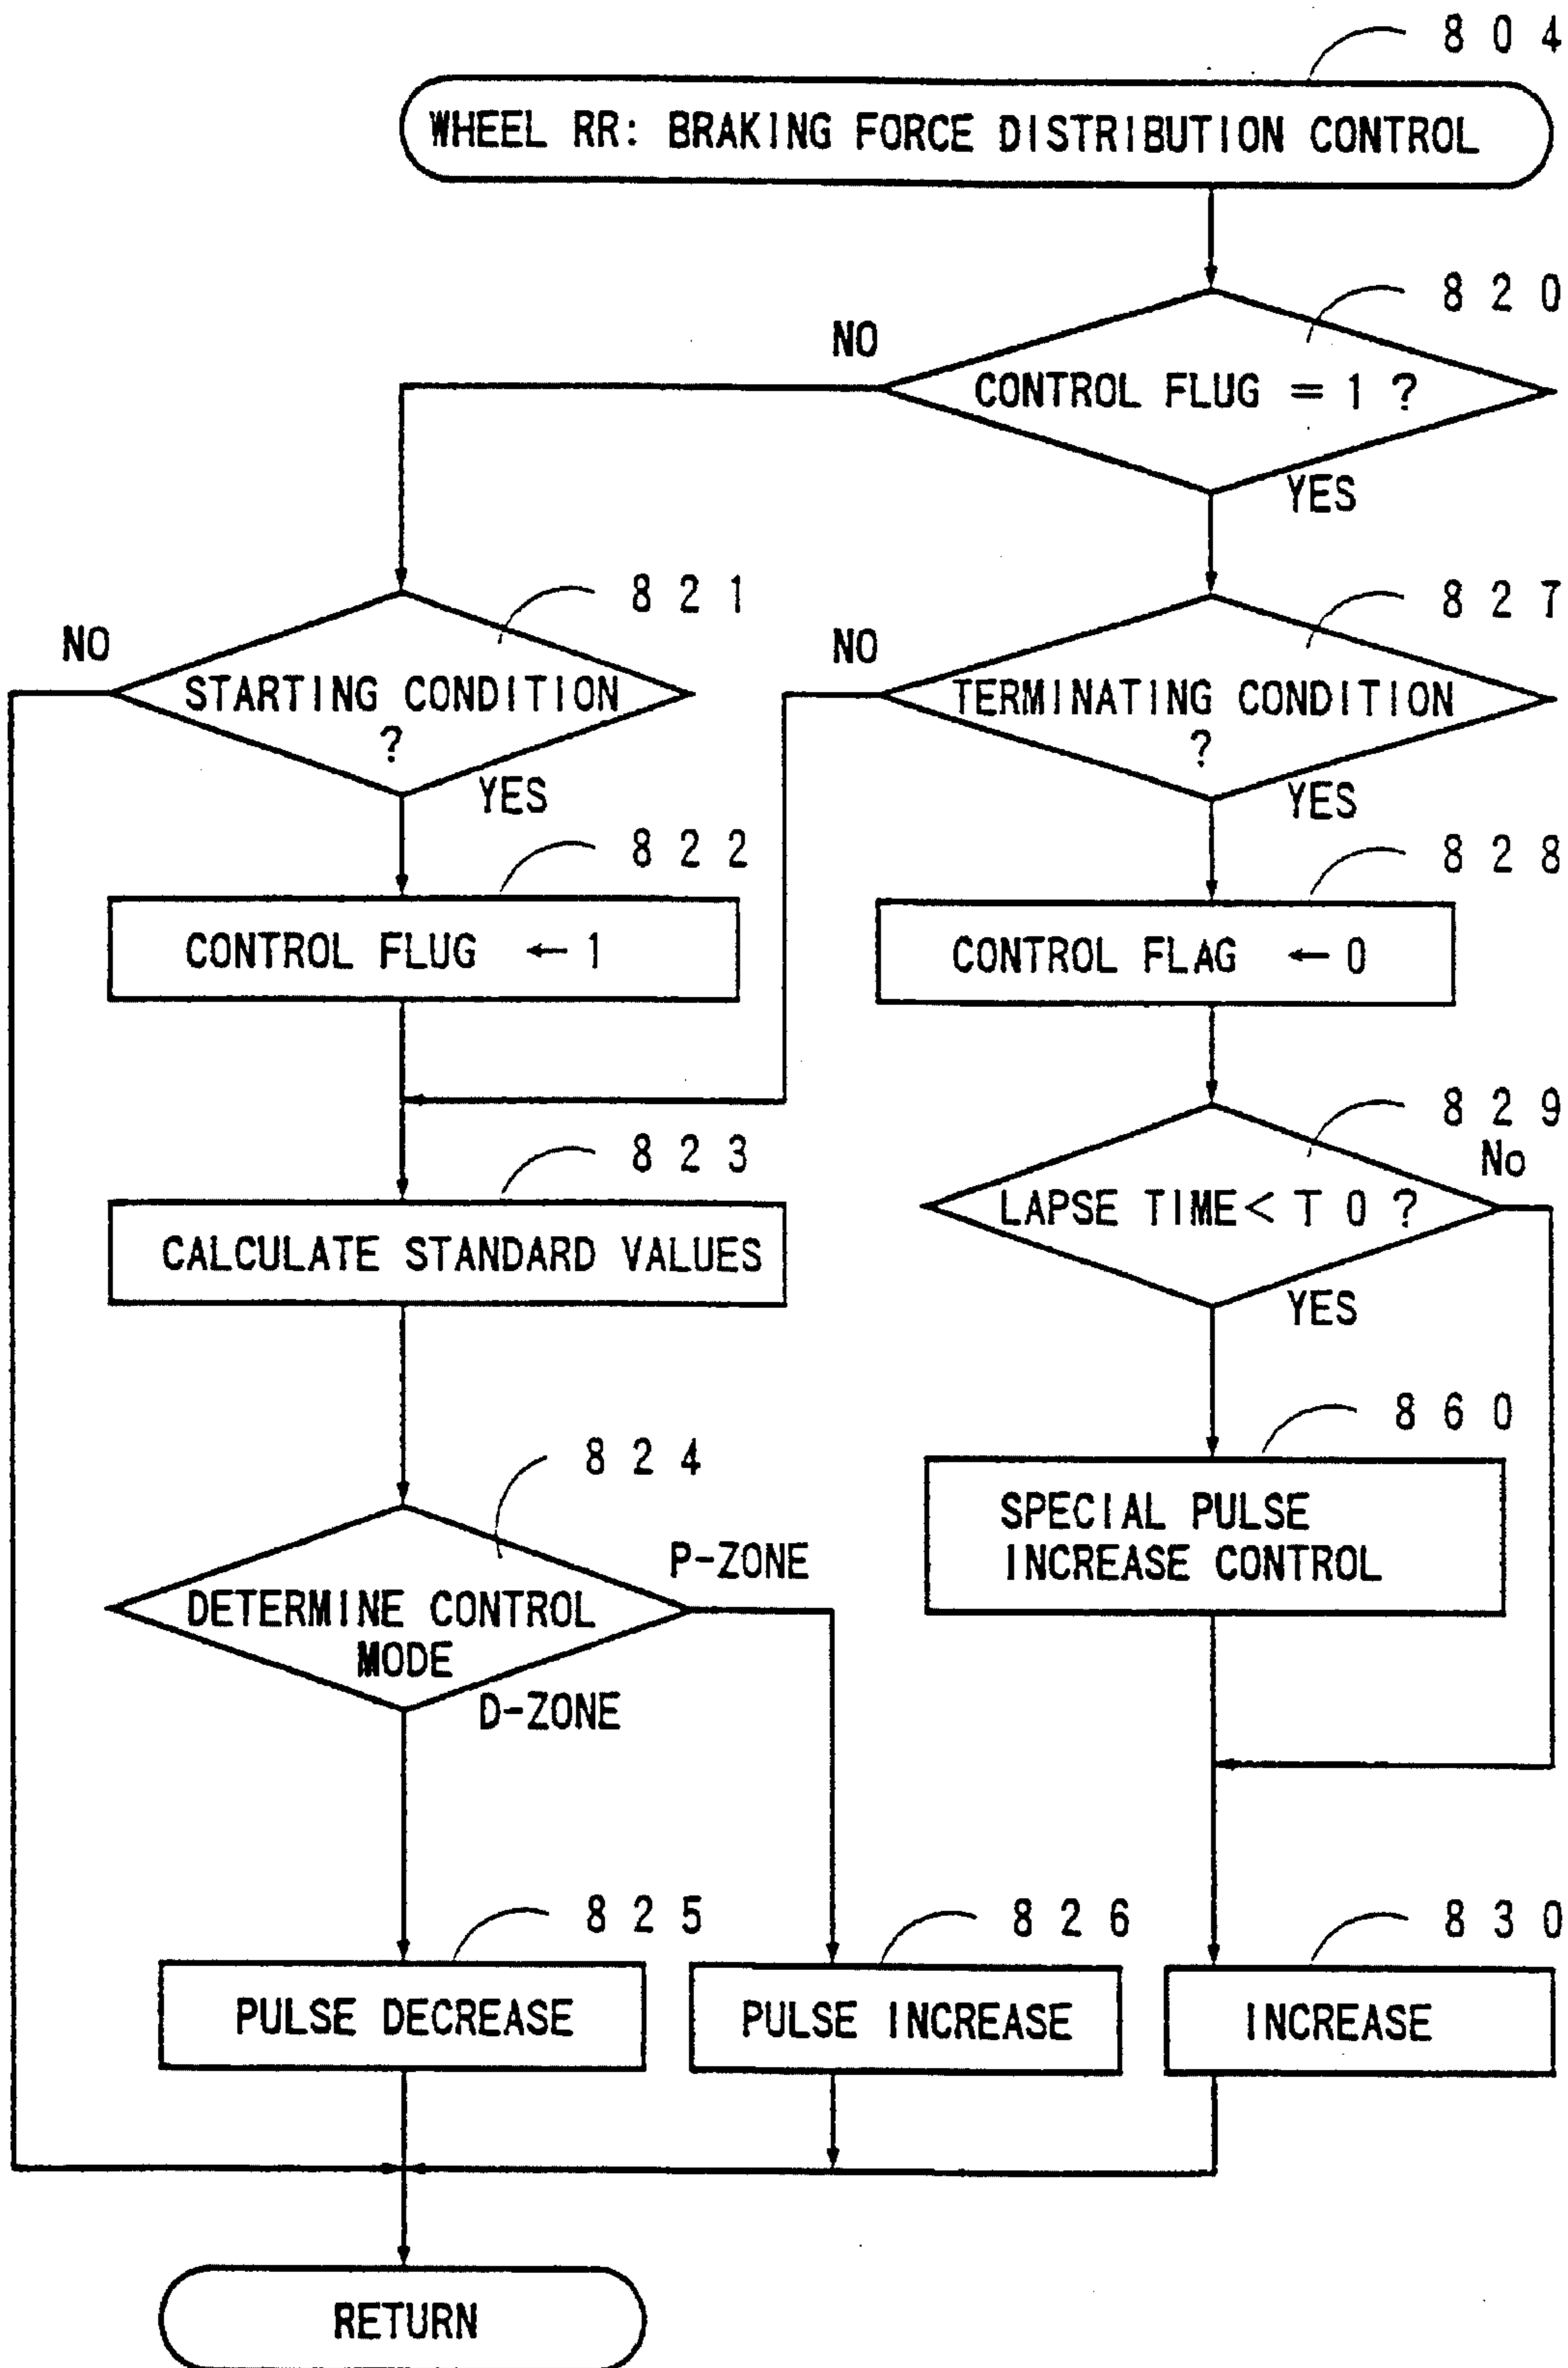 804
WHEEL RR: BRAKING FORCE DISTRIBUTION CONTROL
820
NO
CONTROL FLUG = 1 ?
YES
821
NO
STARTING CONDITION
?
YES
827
NO
TERMINATING CONDITION
?
YES
822
CONTROL FLUG ← 1
828
CONTROL FLAG ← 0
829
No
LAPSE TIME < T 0 ?
YES
823
CALCULATE STANDARD VALUES
824
P-ZONE
DETERMINE CONTROL
MODE
D-ZONE
860
SPECIAL PULSE
INCREASE CONTROL
825
PULSE DECREASE
826
PULSE INCREASE
830
INCREASE
RETURN